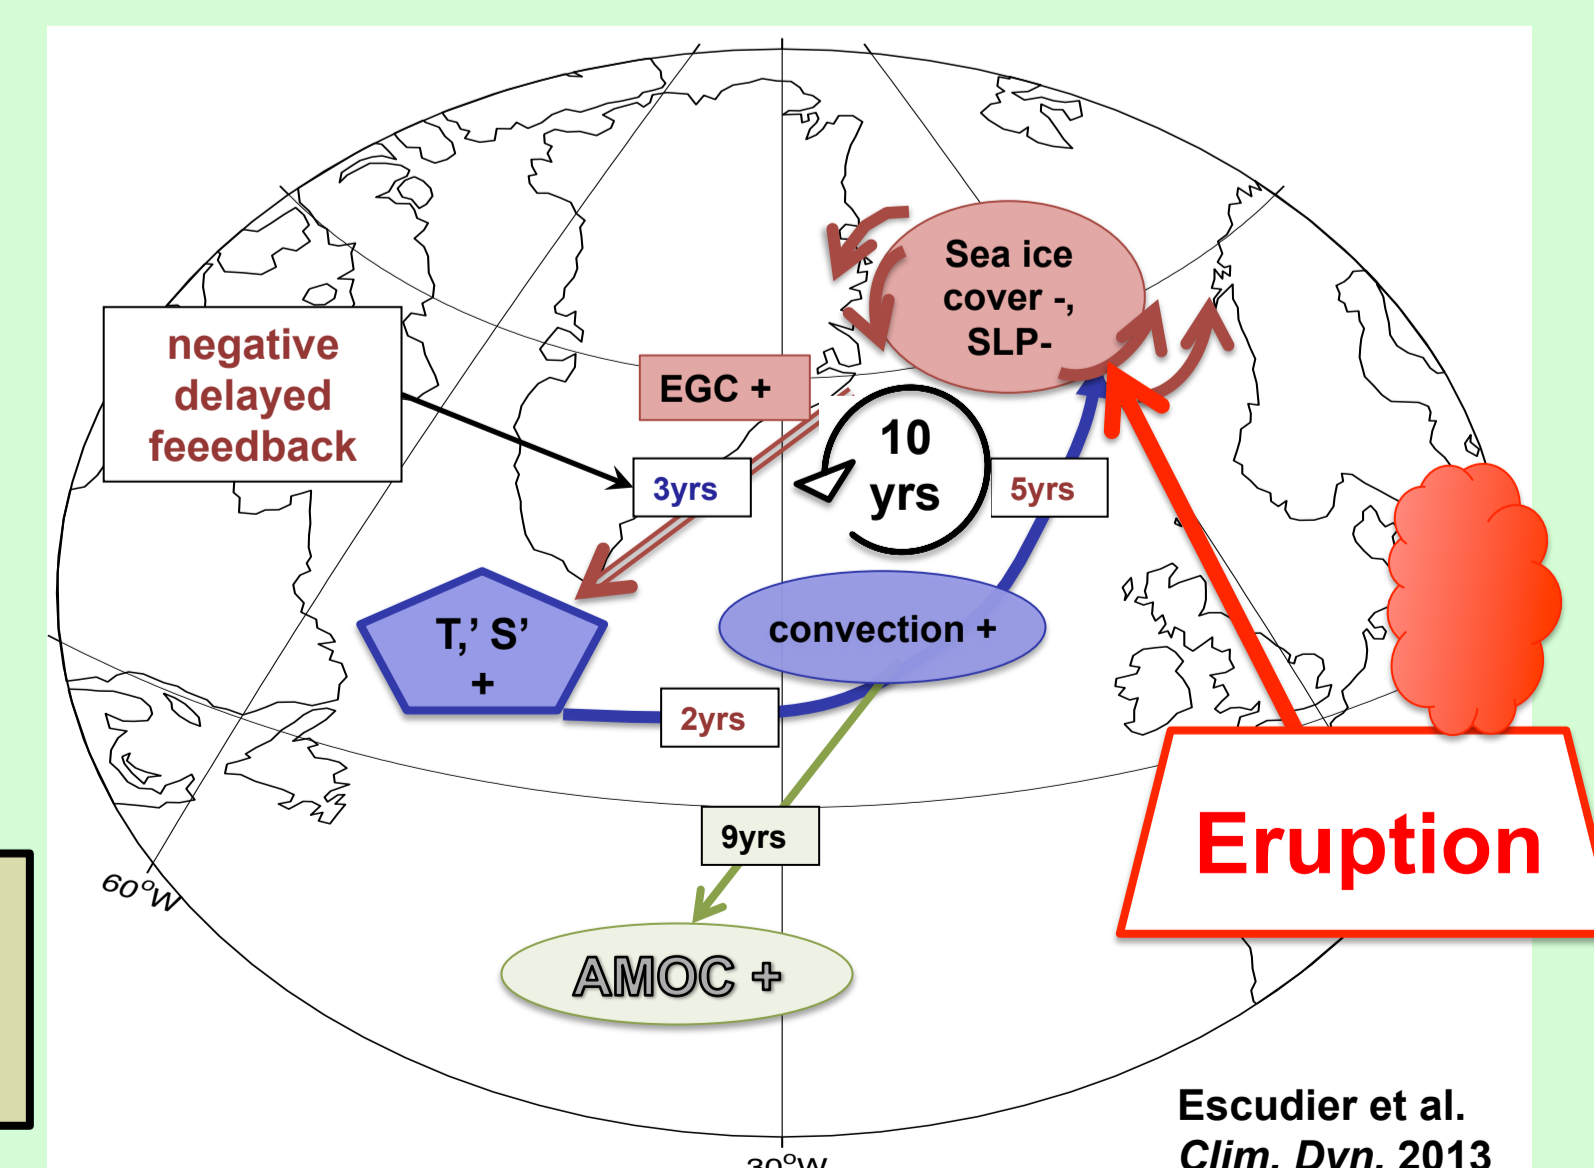 Sea ice
cover -,
SLP-
negative
delayed
feeedback
EGC +
10
yrs
3yrs
5yrs
T,’ S’
+
convection +
2yrs
9yrs
Eruption
60°W
AMOC +
Escudier et al.
Clim. Dyn. 2013
30°W